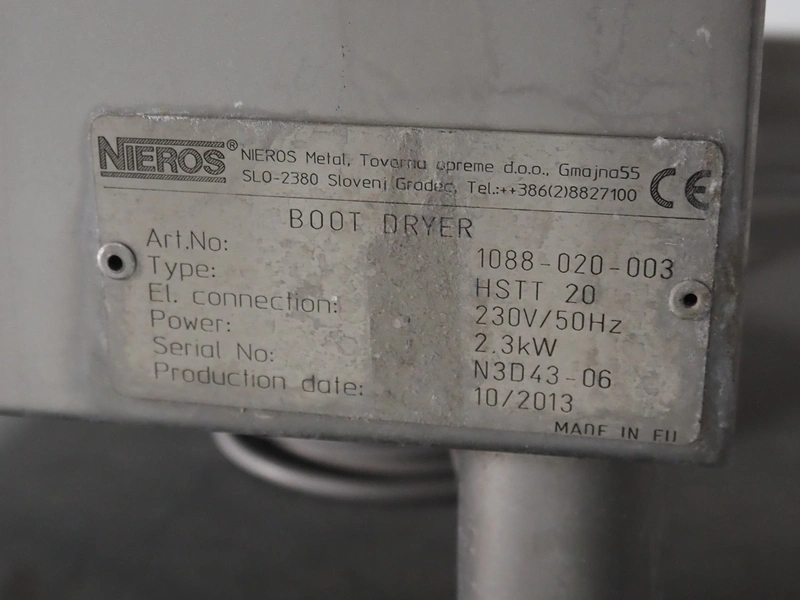 NIEROS® NIEROS Metal, Tovarna opreme d.o.o., Gmajna55
SLO-2380 Slovenj Gradec, Tel.:++386(2)8827100 CE
BOOT DRYER
Art.No: 1088-020-003
Type: HSTT 20
El. connection: 230V/50Hz
Power: 2.3kW
Serial No: N3D43-06
Production date: 10/2013
MADE IN EU